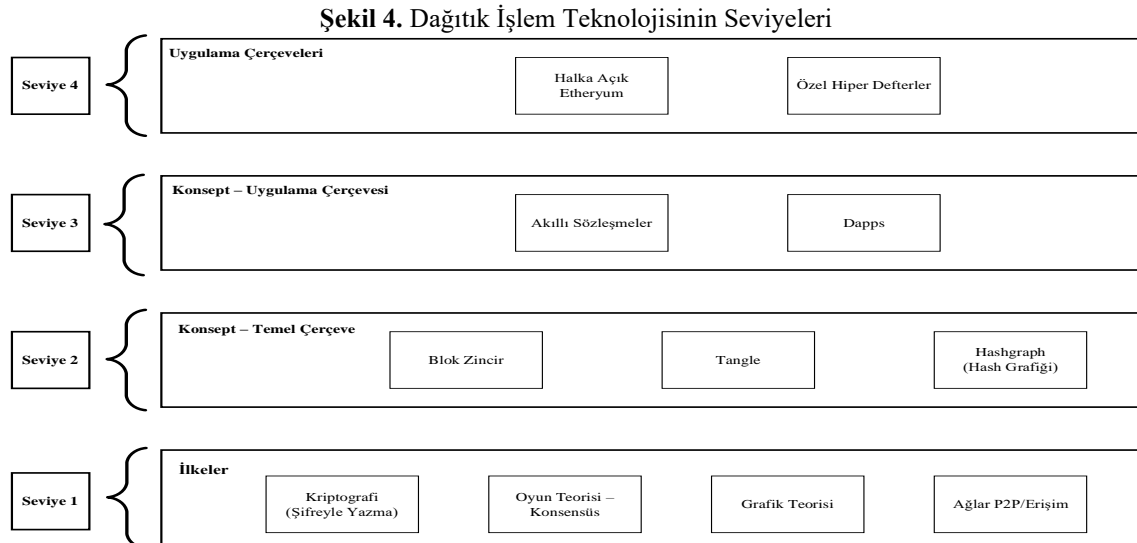 Şekil 4. Dağıtık İşlem Teknolojisinin Seviyeleri
Seviye 4
Uygulama Çerçeveleri
Halka Açık
Etheryum
Özel Hiper Defterler
Seviye 3
Konsept – Uygulama Çerçevesi
Akıllı Sözleşmeler
Dapps
Seviye 2
Konsept – Temel Çerçeve
Blok Zincir
Tangle
Hashgraph
(Hash Grafiği)
Seviye 1
İlkeler
Kriptografi
(Şifreyle Yazma)
Oyun Teorisi –
Konsensüs
Grafik Teorisi
Ağlar P2P/Erişim